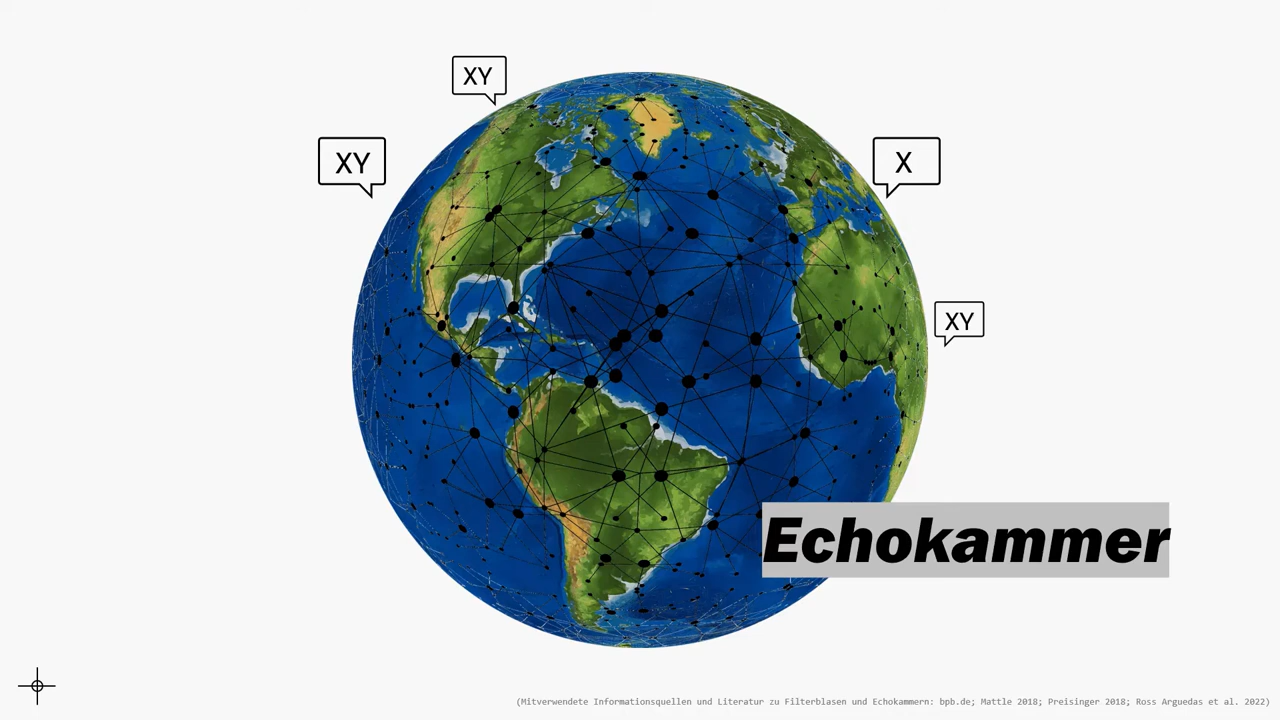 XY
XY
X
XY
Echokammer
(Mitverwendete Informationsquellen und Literatur zu Filterblasen und Echokammern: bpb.de; Mattle 2018; Preisinger 2018; Ross Arguedas et al. 2022)